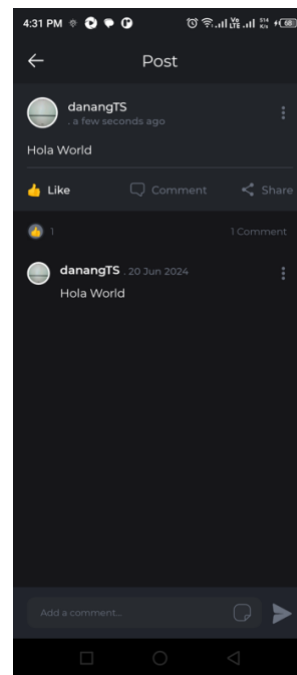 4:31 PM
Post
danangTS
. a few seconds ago
Hola World
Like
Comment
Share
1
1 Comment
danangTS . 20 Jun 2024
Hola World
Add a comment...